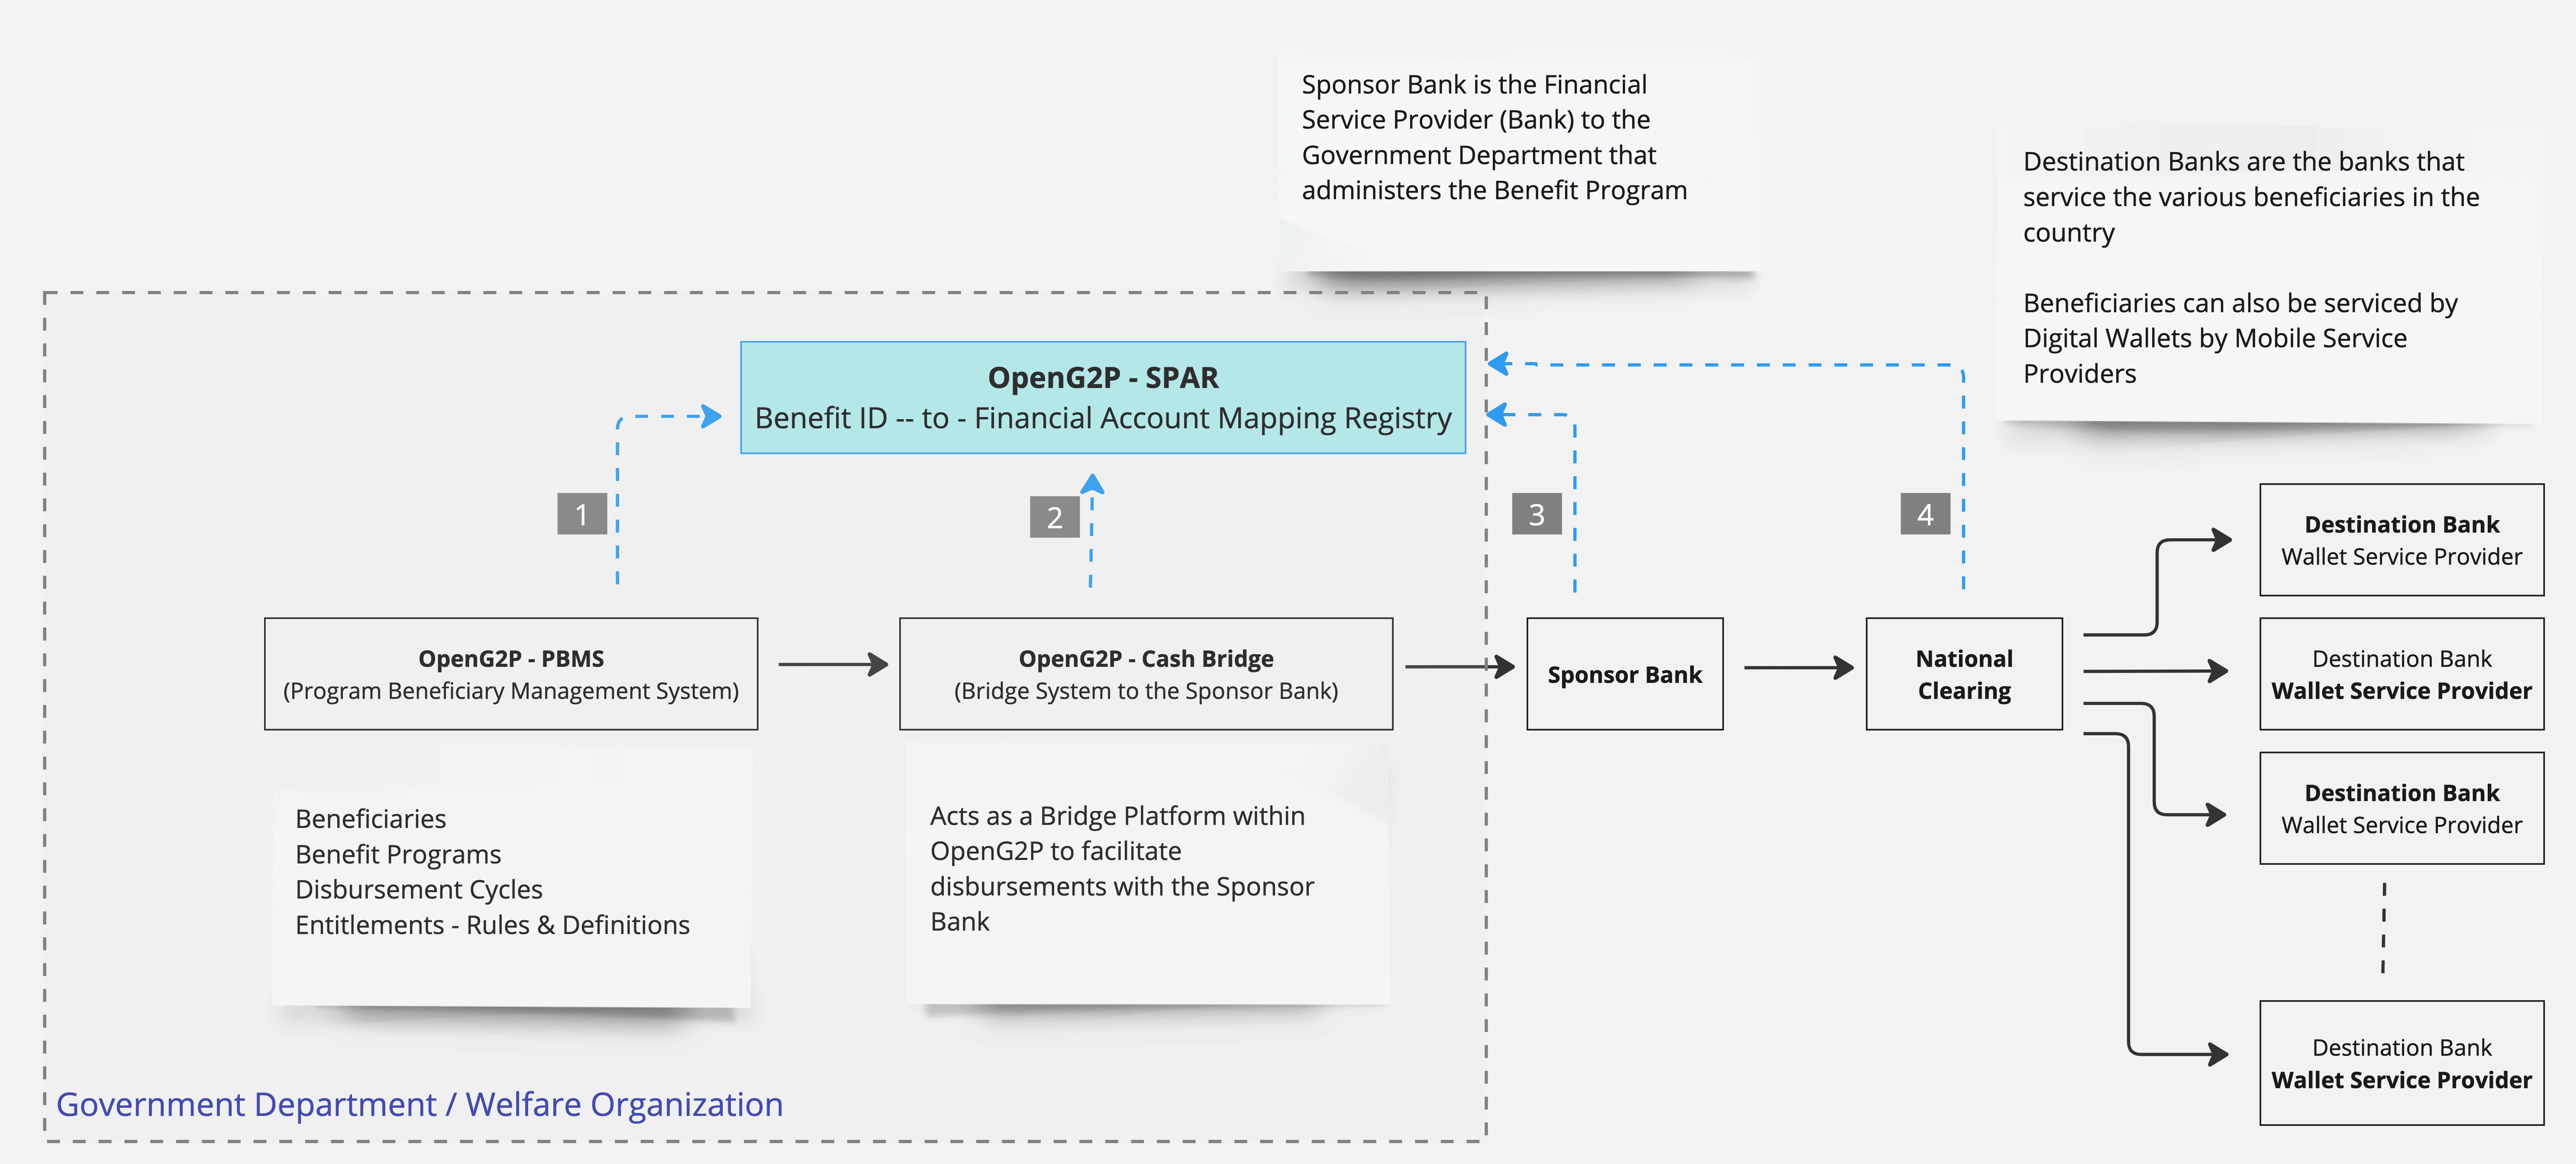 Sponsor Bank is the Financial
Service Provider (Bank) to the
Government Department that
administers the Benefit Program
Destination Banks are the banks that
service the various beneficiaries in the
country
Beneficiaries can also be serviced by
Digital Wallets by Mobile Service
Providers
OpenG2P - SPAR
Benefit ID -- to - Financial Account Mapping Registry
1
2
3
4
OpenG2P - PBMS
(Program Beneficiary Management System)
OpenG2P - Cash Bridge
(Bridge System to the Sponsor Bank)
Sponsor Bank
National
Clearing
Destination Bank
Wallet Service Provider
Destination Bank
Wallet Service Provider
Destination Bank
Wallet Service Provider
Destination Bank
Wallet Service Provider
Beneficiaries
Benefit Programs
Disbursement Cycles
Entitlements - Rules & Definitions
Acts as a Bridge Platform within
OpenG2P to facilitate
disbursements with the Sponsor
Bank
Government Department / Welfare Organization